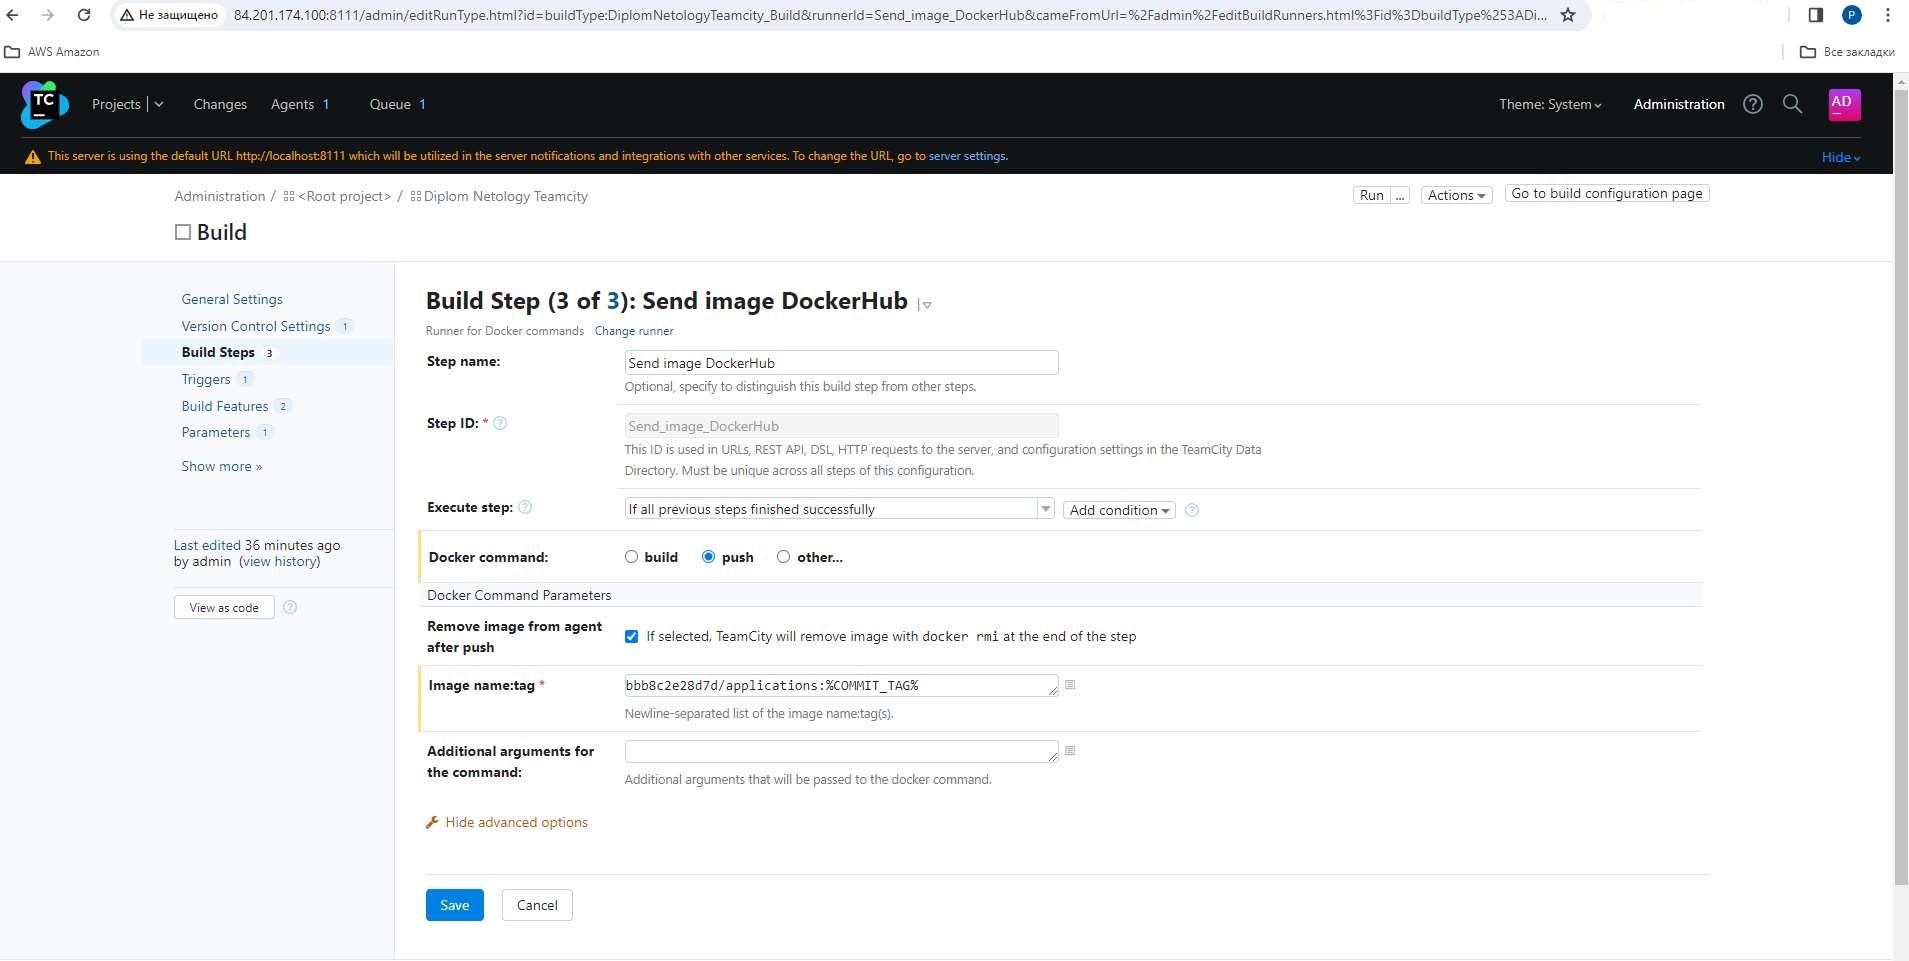 Не защищено 84.201.174.100:8111/admin/editRunType.html?id=buildType:DiplomNetologyTeamcity_Build&runnerId=Send_image_DockerHub&cameFromUrl=%2Fadmin%2FeditBuildRunners.html%3Fid%3DbuildType%253ADi... P
AWS Amazon Все закладки
TC Projects Changes Agents 1 Queue 1 Theme: System Administration AD
This server is using the default URL http://localhost:8111 which will be utilized in the server notifications and integrations with other services. To change the URL, go to server settings. Hide
Administration / <Root project> / Diplom Netology Teamcity Run ... Actions Go to build configuration page
Build
General Settings
Version Control Settings 1
Build Steps 3
Triggers 1
Build Features 2
Parameters 1
Show more »
Last edited 36 minutes ago
by admin (view history)
View as code
Build Step (3 of 3): Send image DockerHub
Runner for Docker commands Change runner
Step name: Send image DockerHub
Optional, specify to distinguish this build step from other steps.
Step ID: * Send_image_DockerHub
This ID is used in URLs, REST API, DSL, HTTP requests to the server, and configuration settings in the TeamCity Data
Directory. Must be unique across all steps of this configuration.
Execute step: If all previous steps finished successfully Add condition
Docker command: build push other...
Docker Command Parameters
Remove image from agent
after push
If selected, TeamCity will remove image with docker rmi at the end of the step
Image name:tag * bbb8c2e28d7d/applications:%COMMIT_TAG%
Newline-separated list of the image name:tag(s).
Additional arguments for
the command:
Additional arguments that will be passed to the docker command.
Hide advanced options
Save Cancel